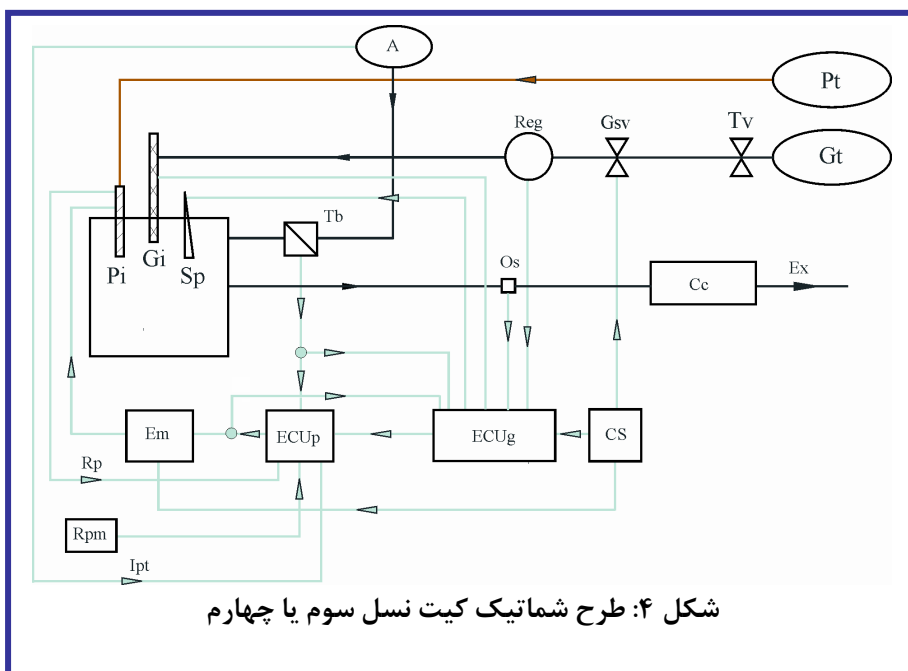 A
Pt
Reg
Gsv
Tv
Gt
Tb
Pi
Gi
Sp
Os
Cc
Ex
Em
ECUp
ECUg
CS
Rp
Rpm
Ipt
شکل ۴: طرح شماتیک کیت نسل سوم یا چهارم